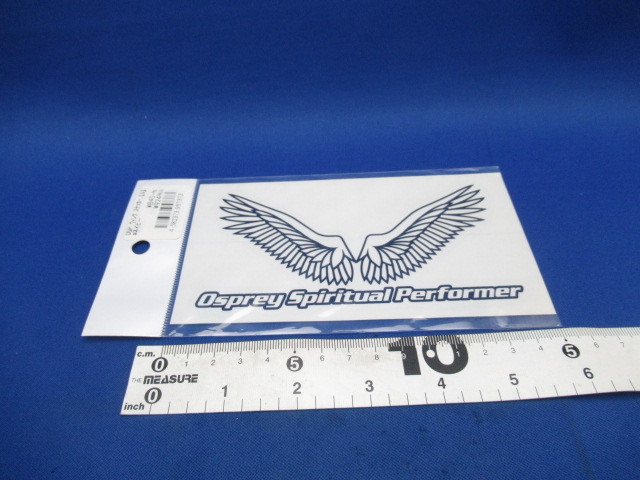 Osprey Spiritual Performer
c.m. 0 5 10 5
THE MEASURE
inch 0 1 2 3 4 5 6